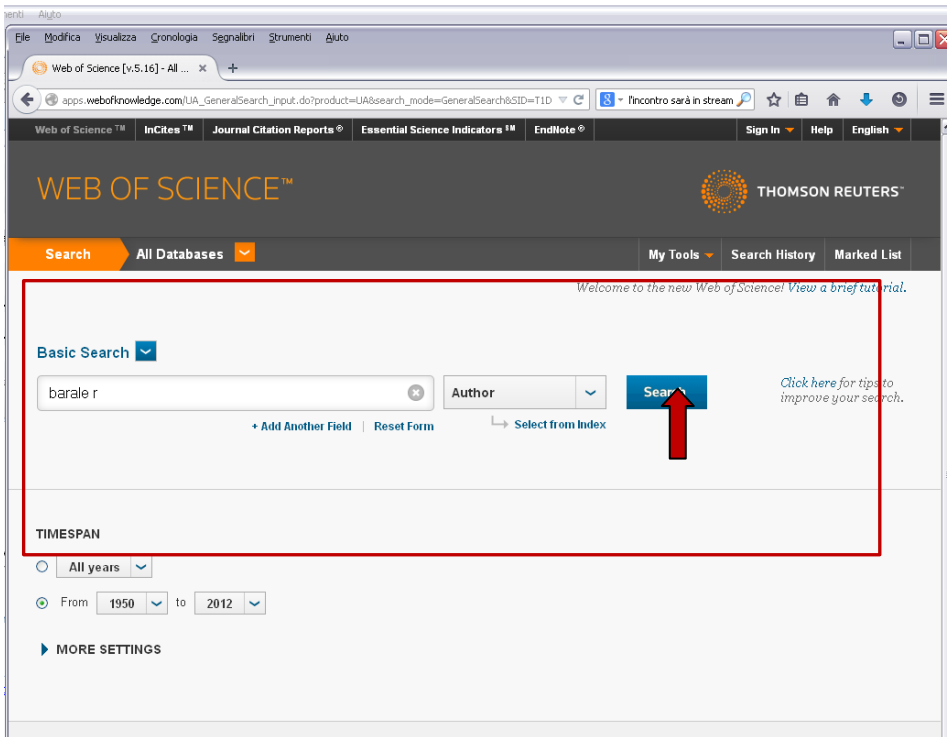 Aiuto
File Modifica Visualizza Cronologia Segnalibri Strumenti Aiuto
Web of Science [v.5.16] - All ... × +
apps.webofknowledge.com/UA_GeneralSearch_input.do?product=UA&search_mode=GeneralSearch&SID=T1D 8 l'incontro sarà in stream
Web of Science ™ InCites ™ Journal Citation Reports ® Essential Science Indicators SM EndNote ® Sign In Help English
WEB OF SCIENCE™ THOMSON REUTERS™
Search All Databases My Tools Search History Marked List
Welcome to the new Web of Science! View a brief tutorial.
Basic Search
barale r Author Search Click here for tips to
improve your search.
+ Add Another Field | Reset Form Select from Index
TIMESPAN
All years
From 1950 to 2012
MORE SETTINGS